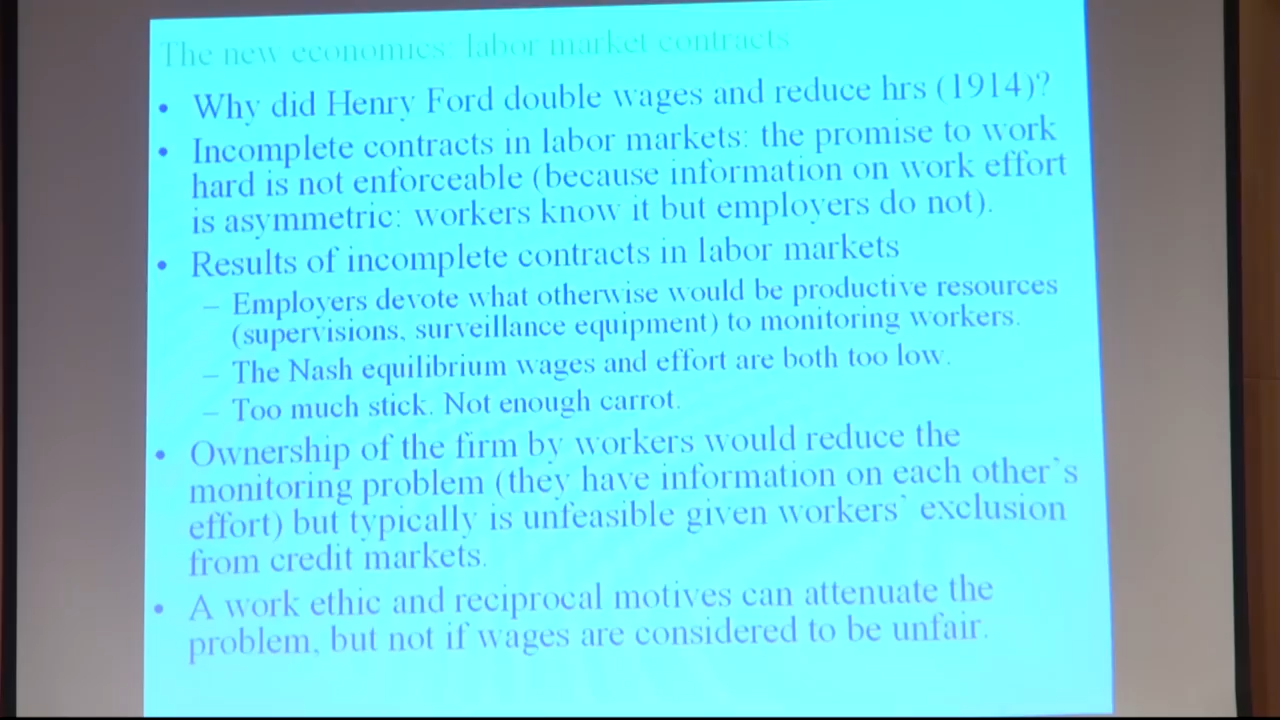 The new economics: labor market contracts
• Why did Henry Ford double wages and reduce hrs (1914)?
• Incomplete contracts in labor markets: the promise to work
hard is not enforceable (because information on work effort
is asymmetric: workers know it but employers do not).
• Results of incomplete contracts in labor markets
– Employers devote what otherwise would be productive resources
(supervisions, surveillance equipment) to monitoring workers.
– The Nash equilibrium wages and effort are both too low.
– Too much stick. Not enough carrot.
• Ownership of the firm by workers would reduce the
monitoring problem (they have information on each other`s
effort) but typically is unfeasible given workers` exclusion
from credit markets.
• A work ethic and reciprocal motives can attenuate the
problem, but not if wages are considered to be unfair.